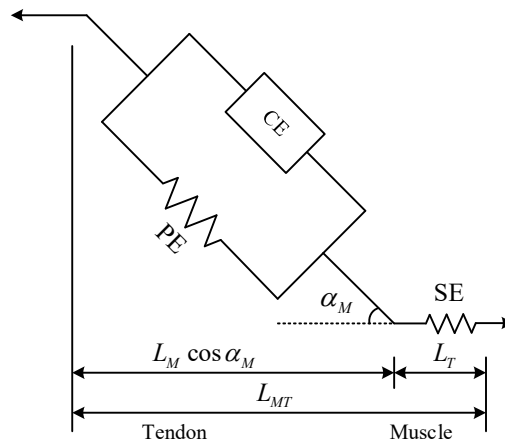 CE
PE
α_M
SE
L_M cos α_M
L_T
L_MT
Tendon
Muscle